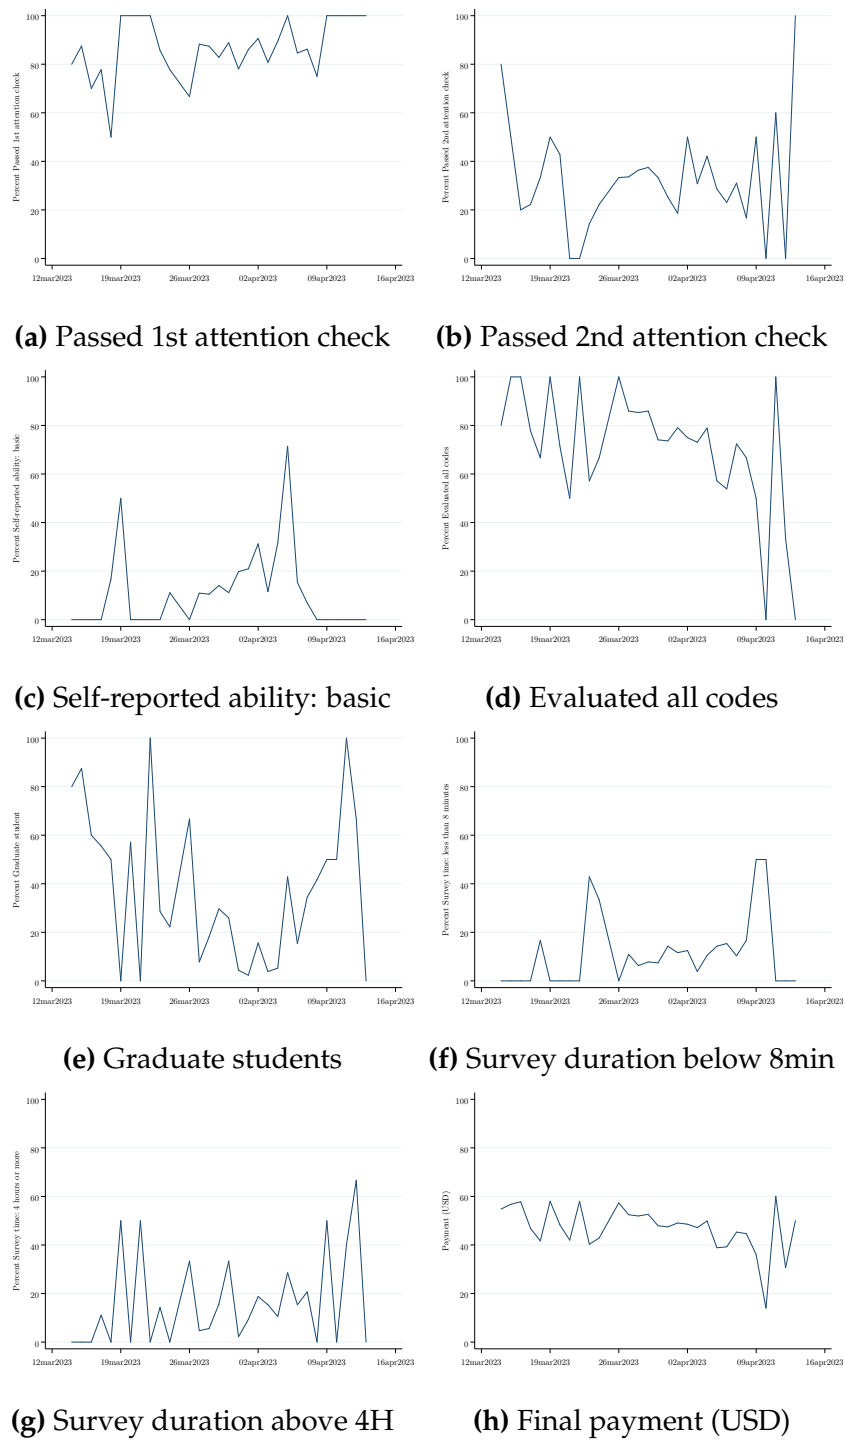 Percent Passed 1st attention check
100
80
60
40
20
0
12mar2023 19mar2023 26mar2023 02apr2023 09apr2023 16apr2023
(a) Passed 1st attention check
Percent Passed 2nd attention check
100
80
60
40
20
0
12mar2023 19mar2023 26mar2023 02apr2023 09apr2023 16apr2023
(b) Passed 2nd attention check
Percent Self-reported ability: basic
100
80
60
40
20
0
12mar2023 19mar2023 26mar2023 02apr2023 09apr2023 16apr2023
(c) Self-reported ability: basic
Percent Evaluated all codes
100
80
60
40
20
0
12mar2023 19mar2023 26mar2023 02apr2023 09apr2023 16apr2023
(d) Evaluated all codes
Percent Graduate student
100
80
60
40
20
0
12mar2023 19mar2023 26mar2023 02apr2023 09apr2023 16apr2023
(e) Graduate students
Percent Survey time: less than 8 minutes
100
80
60
40
20
0
12mar2023 19mar2023 26mar2023 02apr2023 09apr2023 16apr2023
(f) Survey duration below 8min
Percent Survey time: 4 hours or more
100
80
60
40
20
0
12mar2023 19mar2023 26mar2023 02apr2023 09apr2023 16apr2023
(g) Survey duration above 4H
Payment (USD)
100
80
60
40
20
0
12mar2023 19mar2023 26mar2023 02apr2023 09apr2023 16apr2023
(h) Final payment (USD)